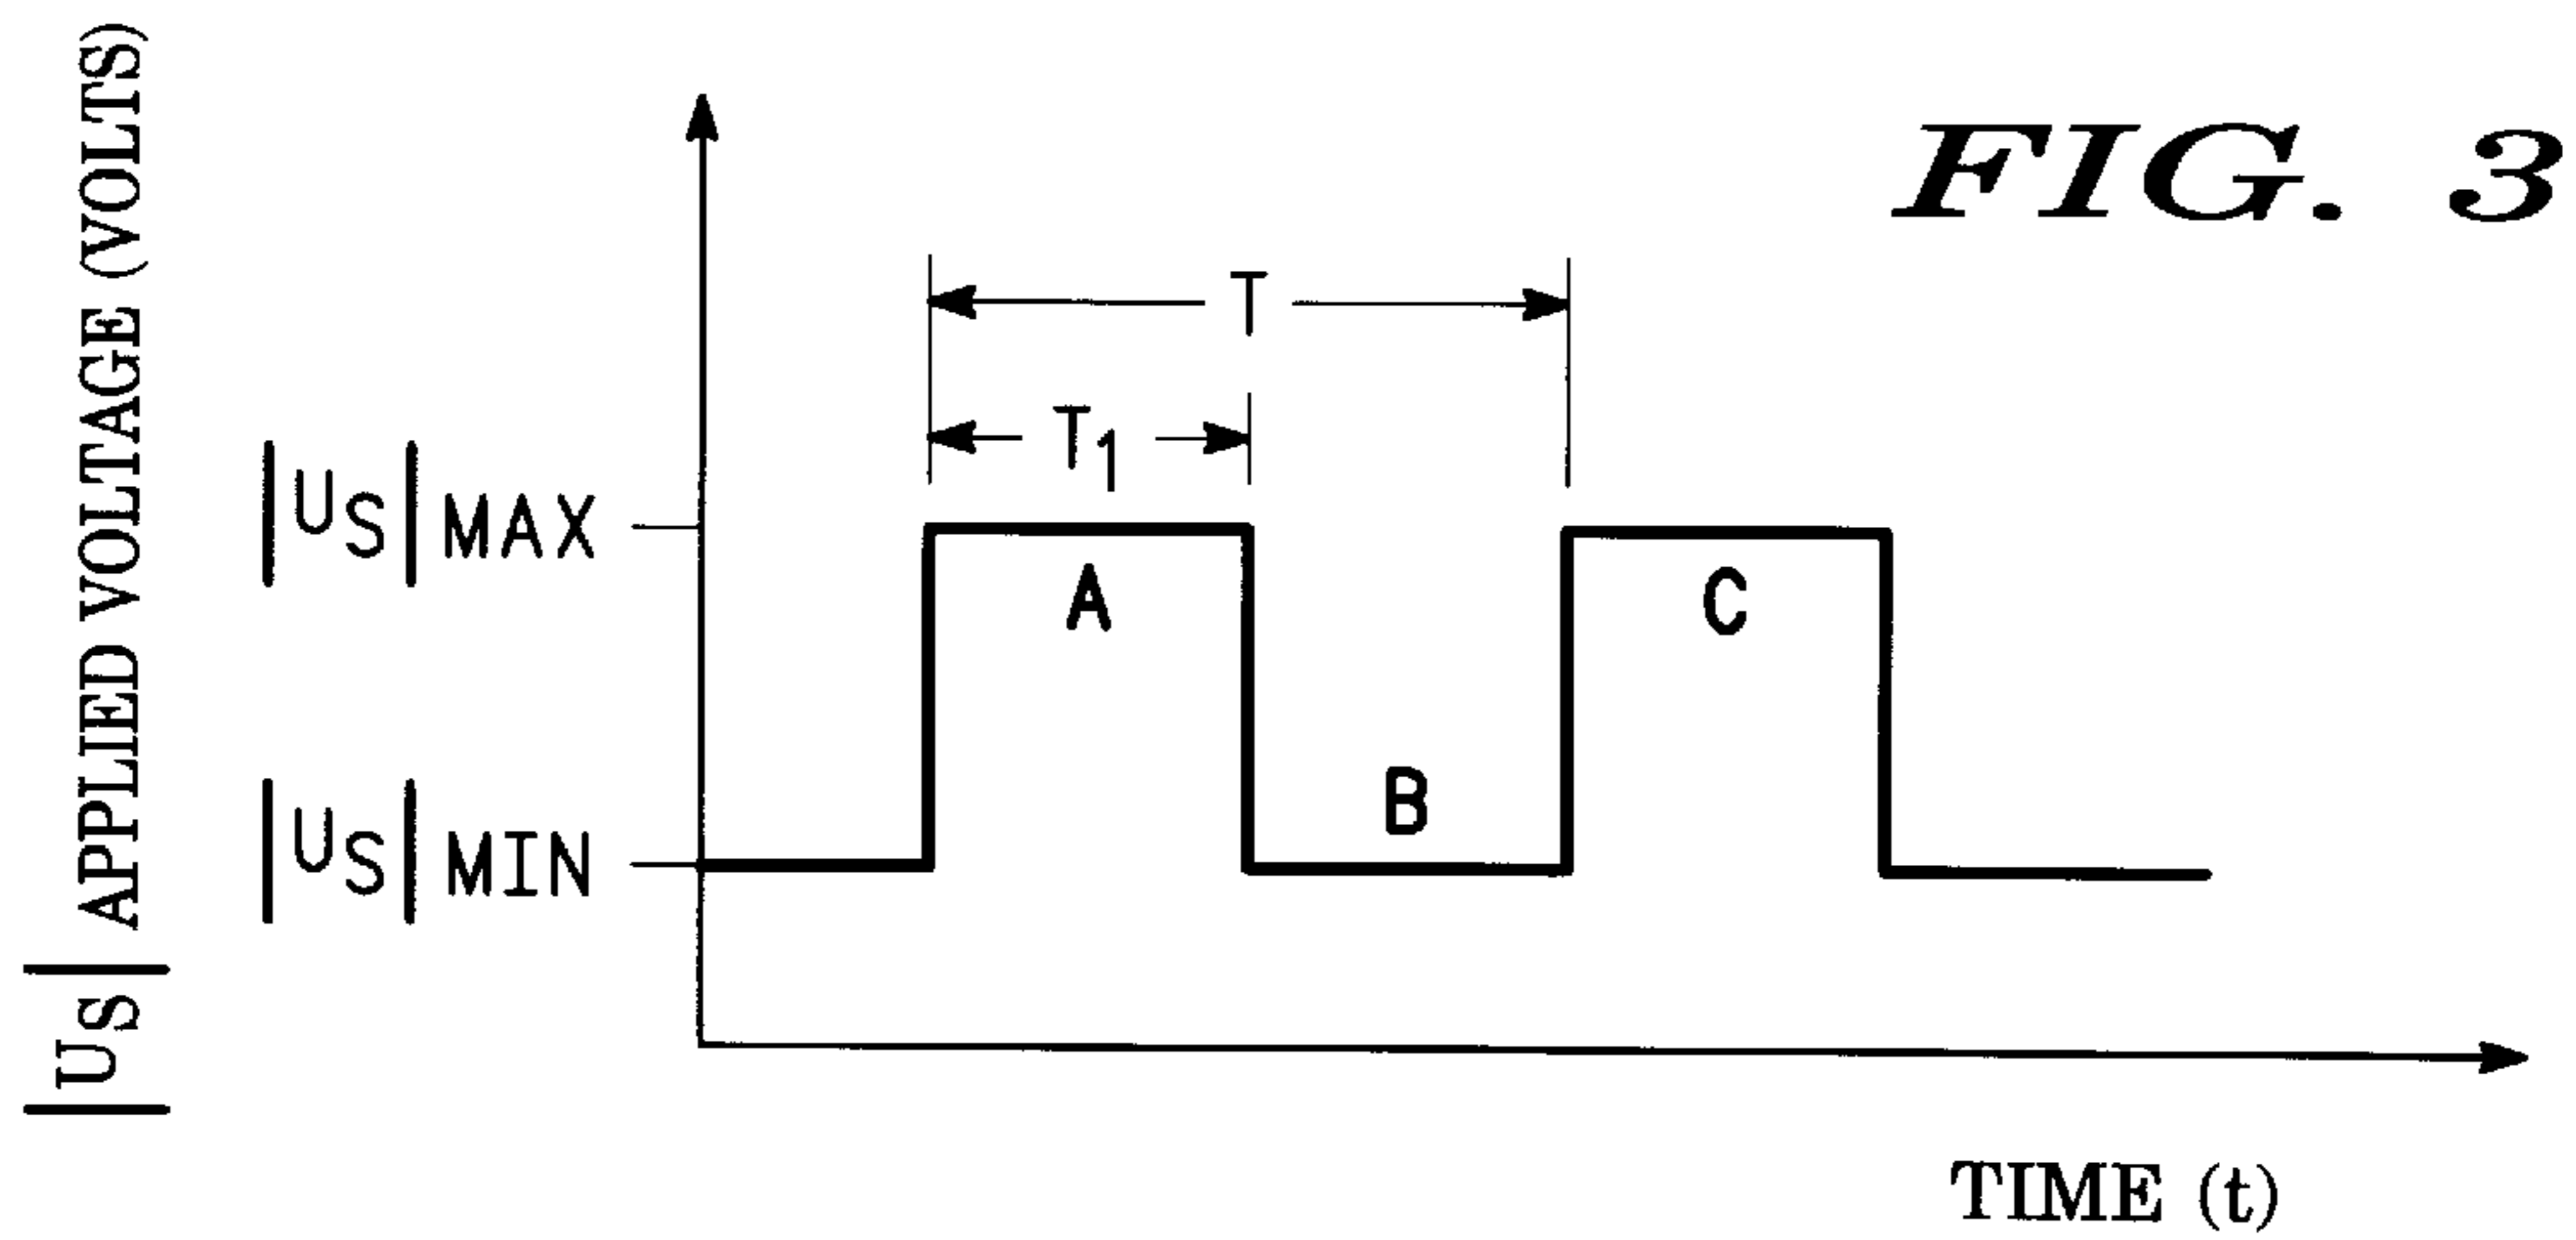 FIG. 3
|US| APPLIED VOLTAGE (VOLTS)
T
T1
|US| MAX
A
C
B
|US| MIN
TIME (t)